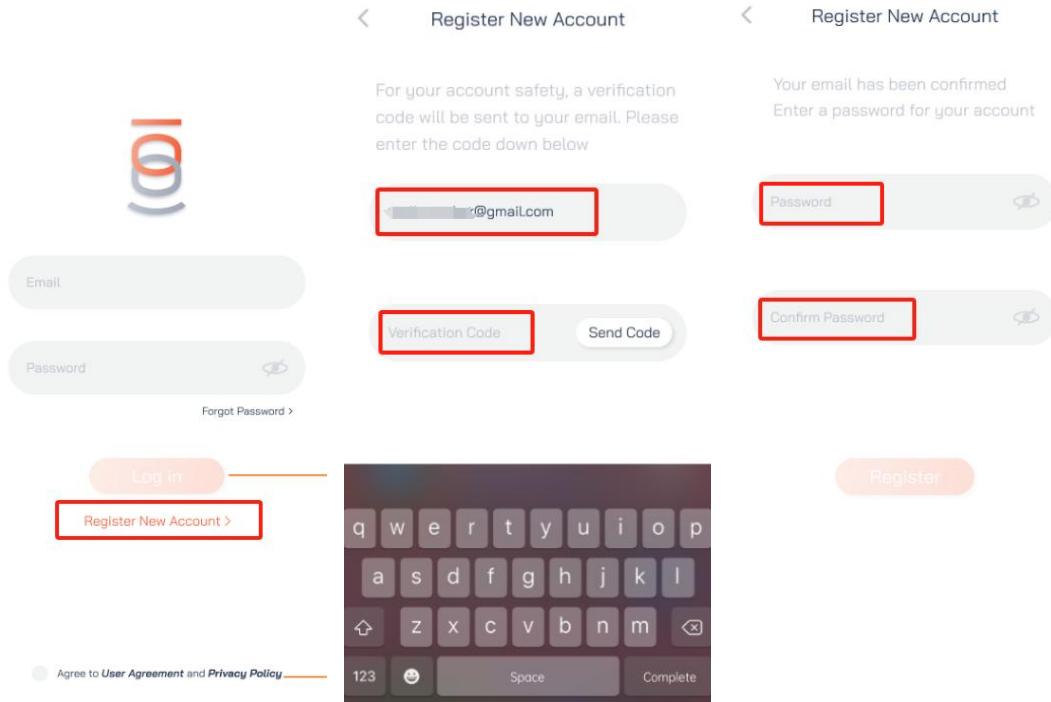 Email
Password
Forgot Password >
Log in
Register New Account >
Agree to User Agreement and Privacy Policy
Register New Account
For your account safety, a verification
code will be sent to your email. Please
enter the code down below
@gmail.com
Verification Code
Send Code
q w e r t y u i o p
a s d f g h j k l
z x c v b n m
123
Space
Complete
Register New Account
Your email has been confirmed
Enter a password for your account
Password
Confirm Password
Register